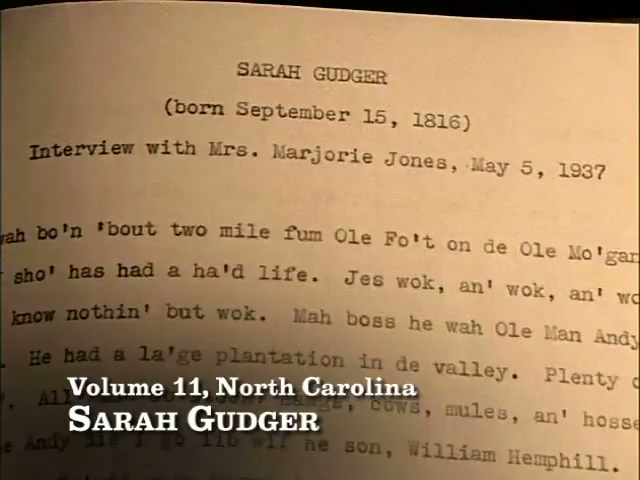 SARAH GUDGER
(born September 15, 1816)
Interview with Mrs. Marjorie Jones, May 5, 1937
wah bo'n 'bout two mile fum Ole Fo't on de Ole Mo'gan
sho' has had a ha'd life. Jes wok, an' wok, an' wo
know nothin' but wok. Mah boss he wah Ole Man Andy
He had a la'ge plantation in de valley. Plenty
Volume 11, North Carolina
All cows, mules, an' hosse
SARAH GUDGER
Andy he son, William Hemphill.